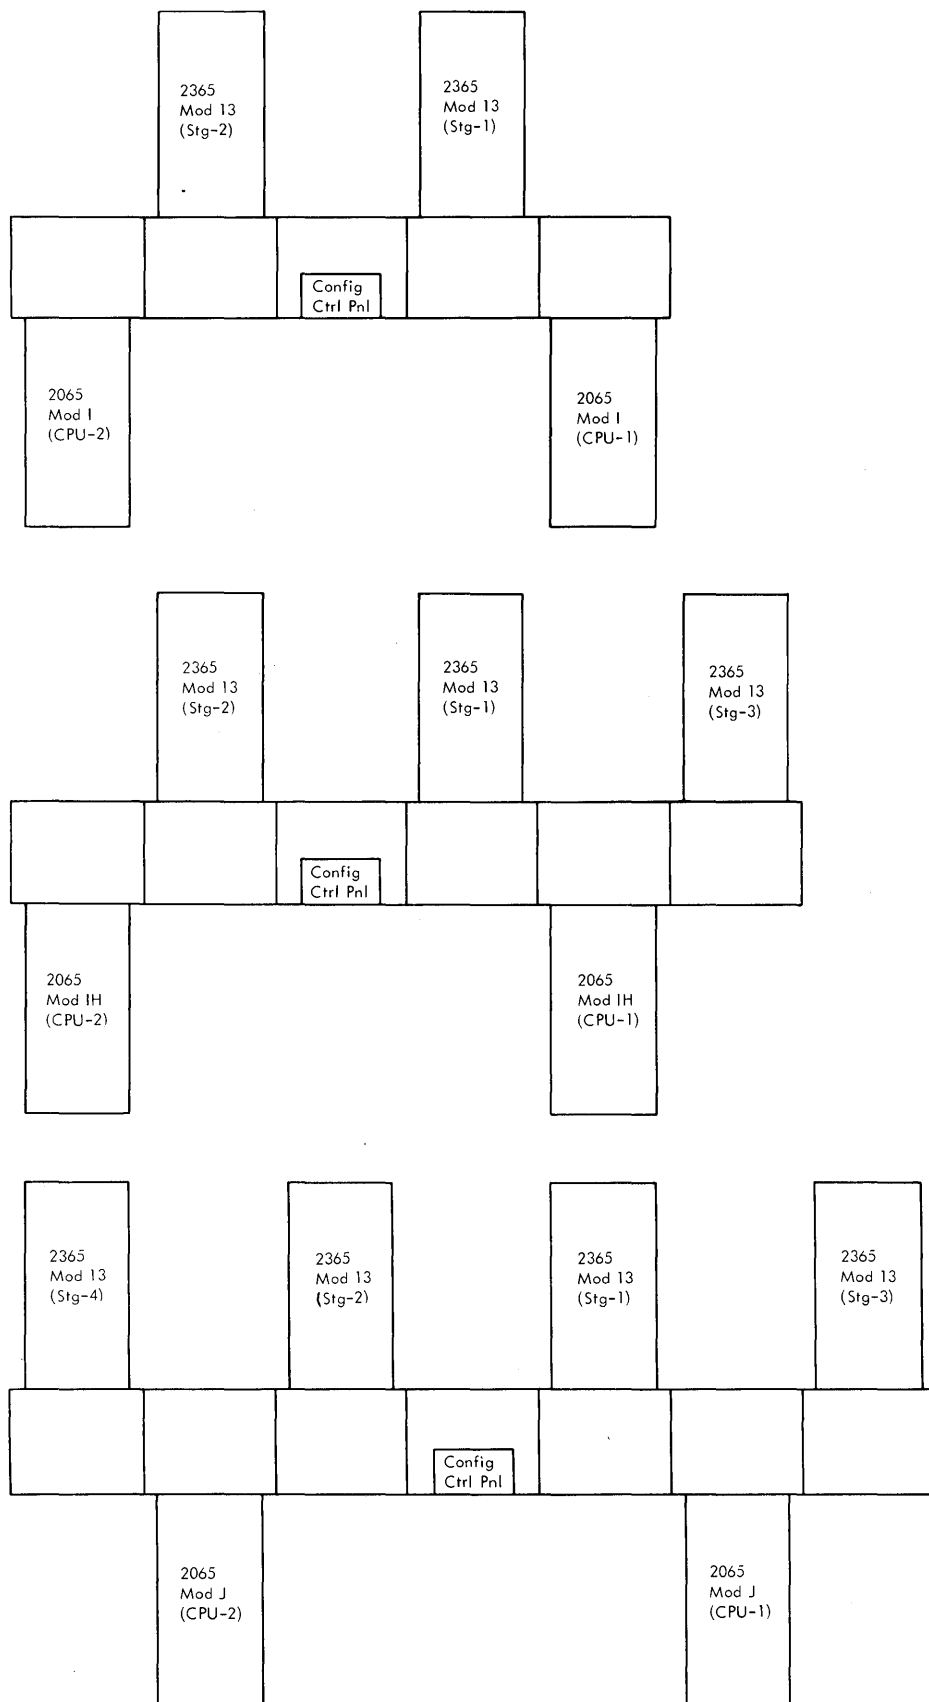 2365
Mod 13
(Stg-2)
2365
Mod 13
(Stg-1)
Config
Ctrl Pnl
2065
Mod I
(CPU-2)
2065
Mod I
(CPU-1)
2365
Mod 13
(Stg-2)
2365
Mod 13
(Stg-1)
2365
Mod 13
(Stg-3)
Config
Ctrl Pnl
2065
Mod IH
(CPU-2)
2065
Mod IH
(CPU-1)
2365
Mod 13
(Stg-4)
2365
Mod 13
(Stg-2)
2365
Mod 13
(Stg-1)
2365
Mod 13
(Stg-3)
Config
Ctrl Pnl
2065
Mod J
(CPU-2)
2065
Mod J
(CPU-1)